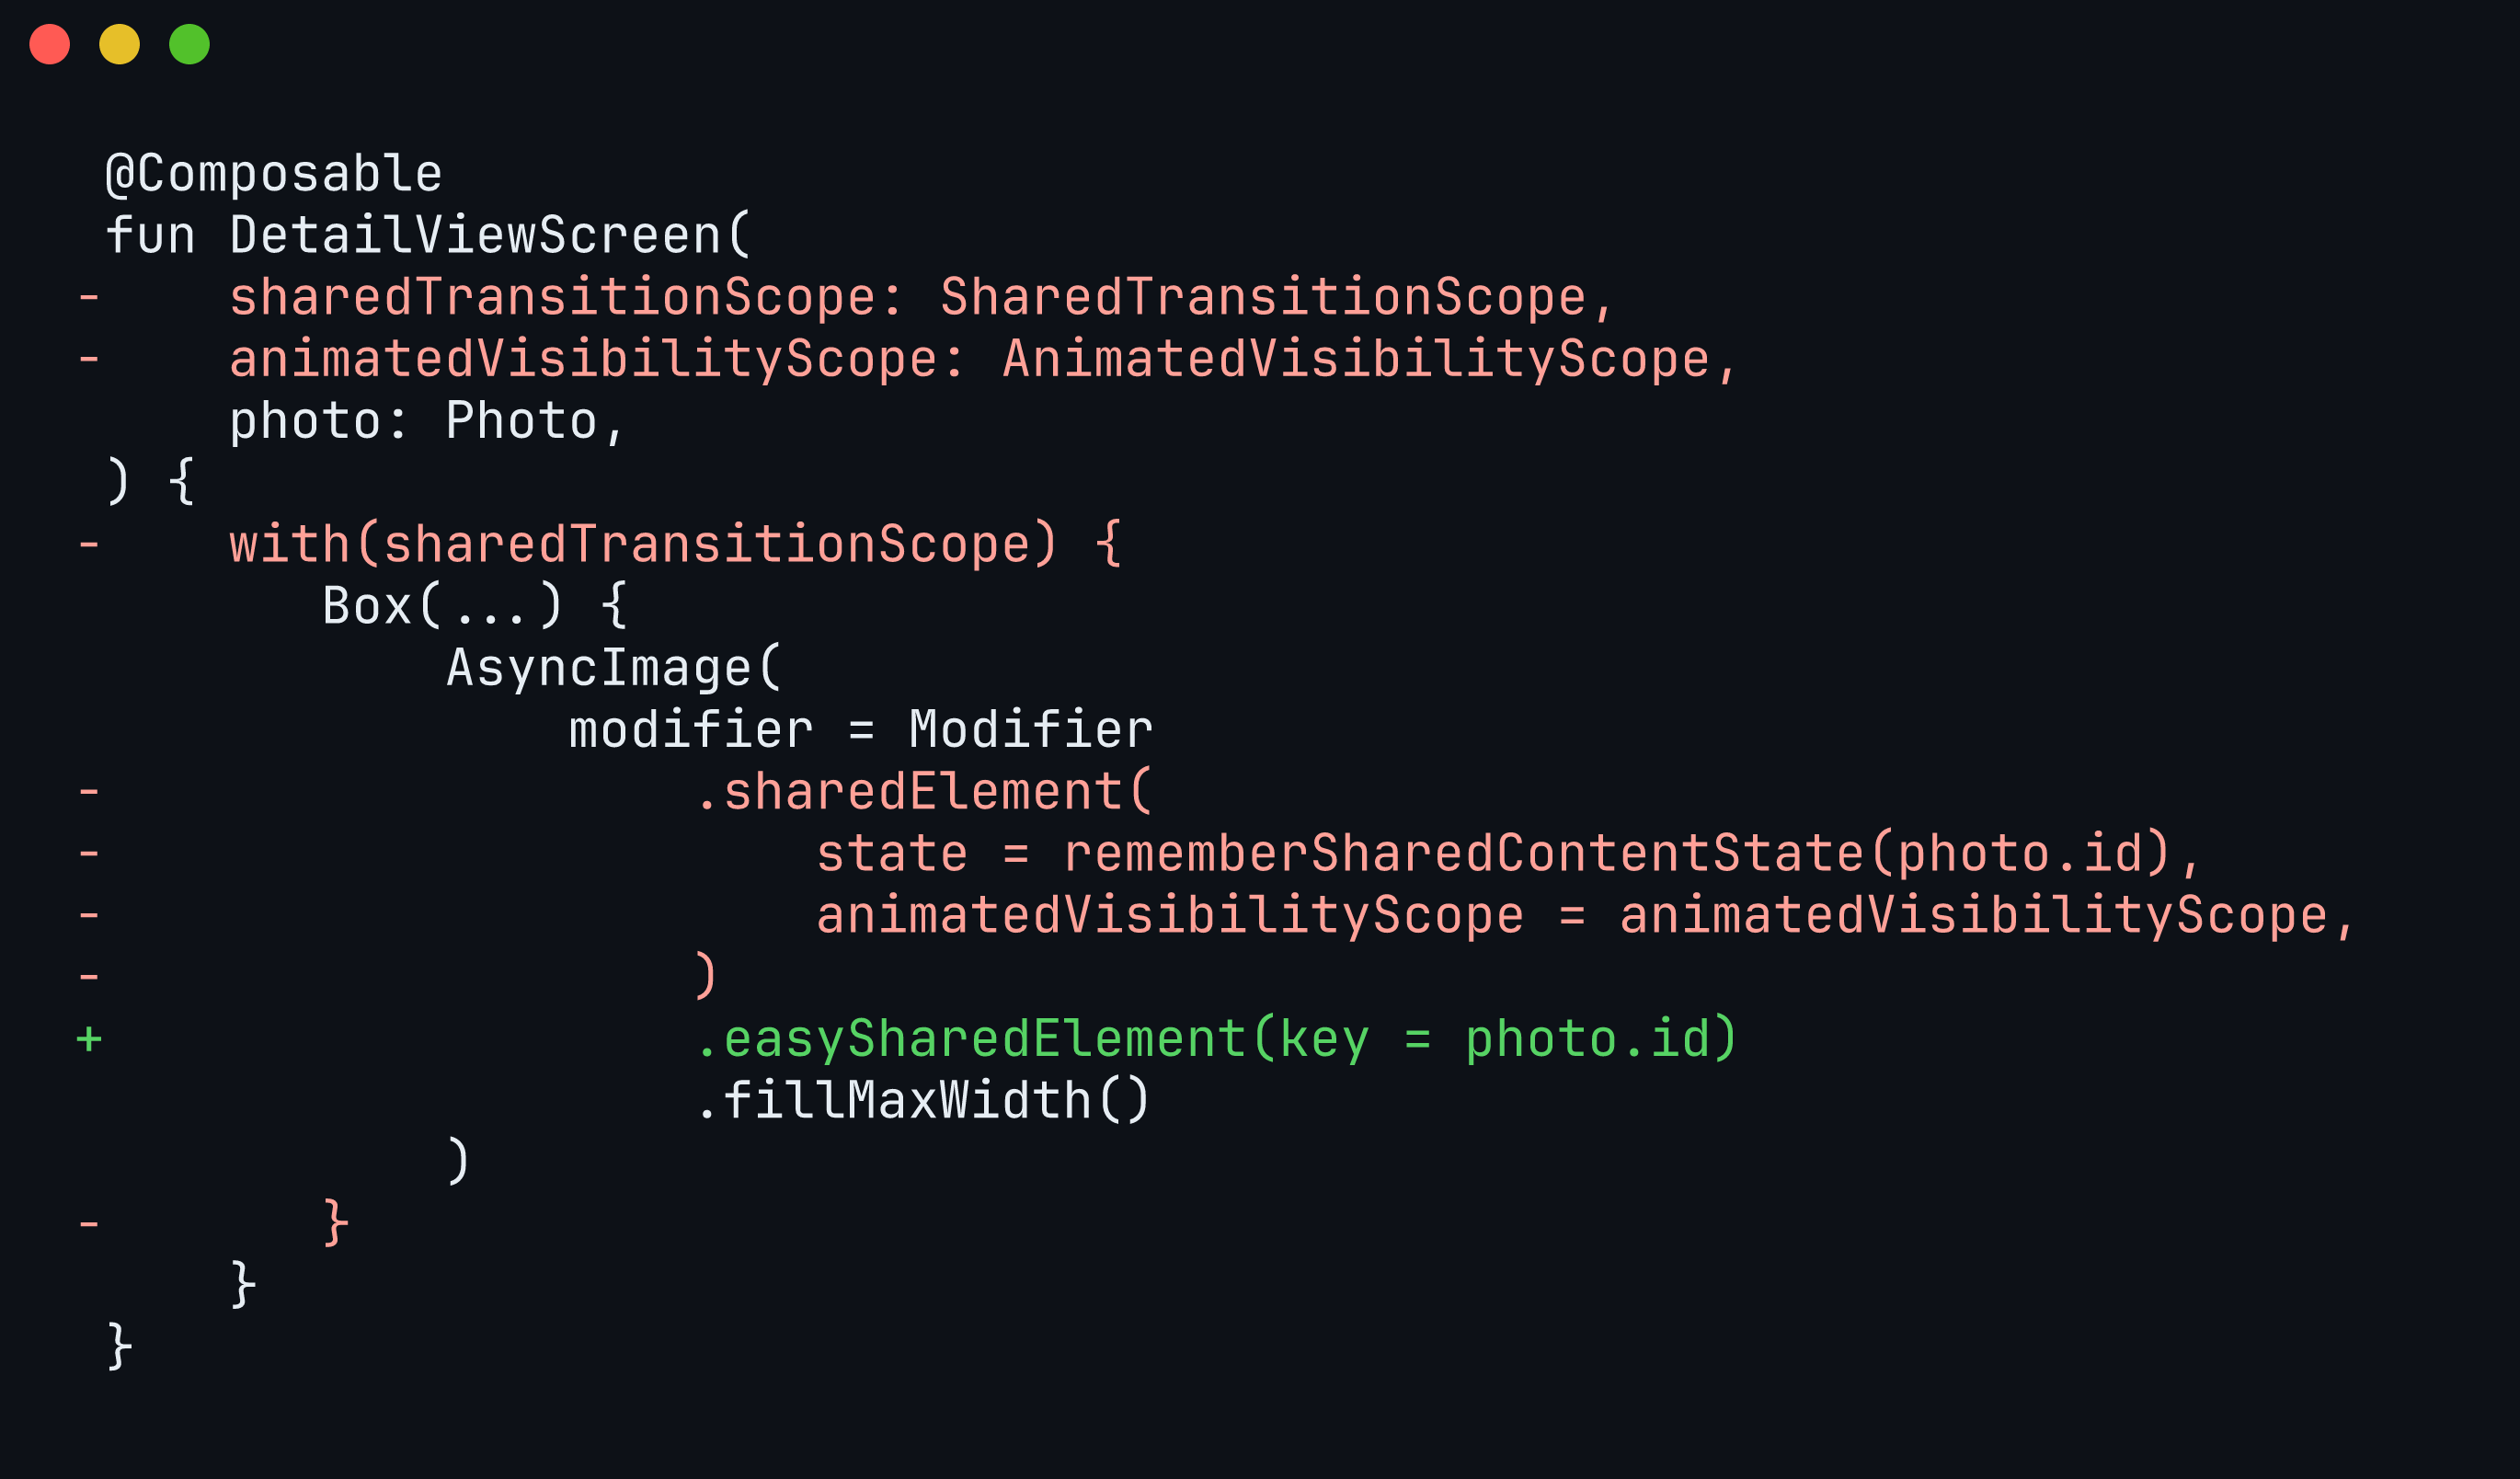 @Composable
 fun DetailViewScreen(
-    sharedTransitionScope: SharedTransitionScope,
-    animatedVisibilityScope: AnimatedVisibilityScope,
     photo: Photo,
 ) {
-    with(sharedTransitionScope) {
        Box(...) {
            AsyncImage(
                modifier = Modifier
-                   .sharedElement(
-                       state = rememberSharedContentState(photo.id),
-                       animatedVisibilityScope = animatedVisibilityScope,
-                   )
+                   .easySharedElement(key = photo.id)
                    .fillMaxWidth()
            )
-       }
     }
 }